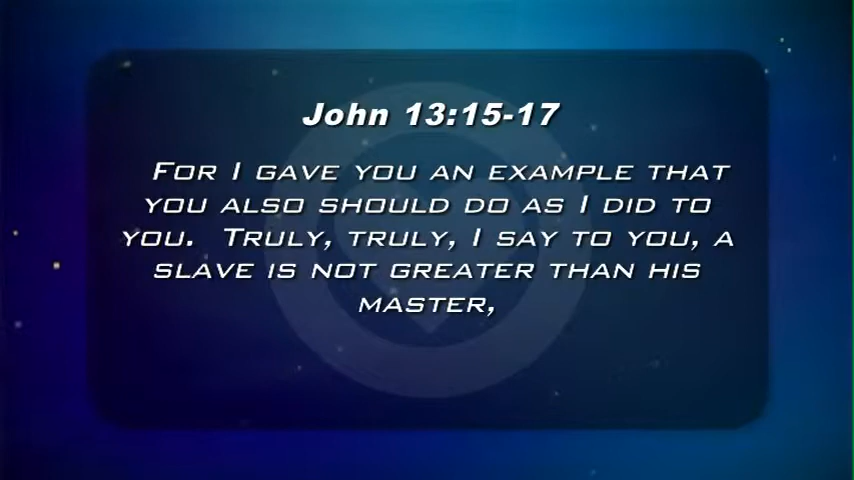 John 13:15-17
For I gave you an example that
you also should do as I did to
you. Truly, truly, I say to you, a
slave is not greater than his
master,